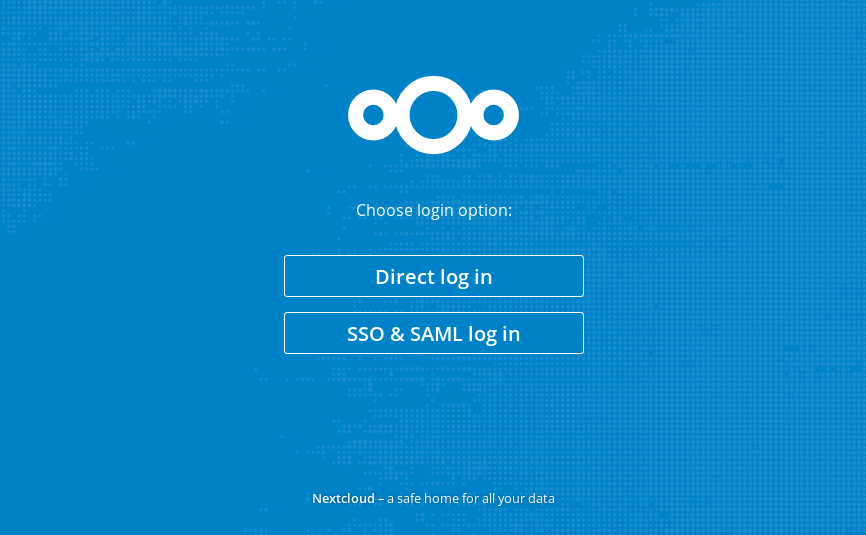 Choose login option:
Direct log in
SSO & SAML log in
Nextcloud – a safe home for all your data